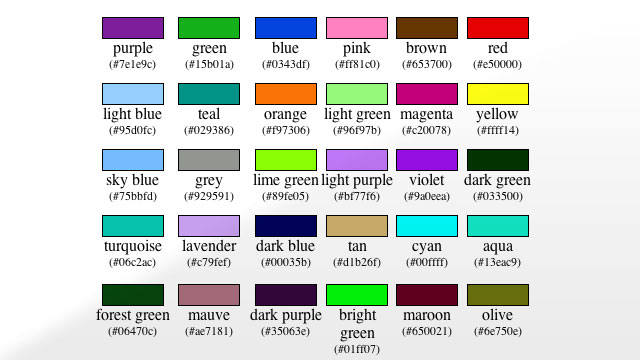 purple green blue pink brown red
(#7e1e9c) (#15b01a) (#0343df) (#ff81c0) (#653700) (#e50000)
light blue teal orange light green magenta yellow
(#95d0fc) (#029386) (#f97306) (#96f97b) (#c20078) (#ffff14)
sky blue grey lime green light purple violet dark green
(#75bbfd) (#929591) (#89fe05) (#bf77f6) (#9a0eea) (#033500)
turquoise lavender dark blue tan cyan aqua
(#06c2ac) (#c79fef) (#00035b) (#d1b26f) (#00ffff) (#13eac9)
forest green mauve dark purple bright maroon olive
(#06470c) (#ae7181) (#35063e) green (#650021) (#6e750e)
(#01ff07)